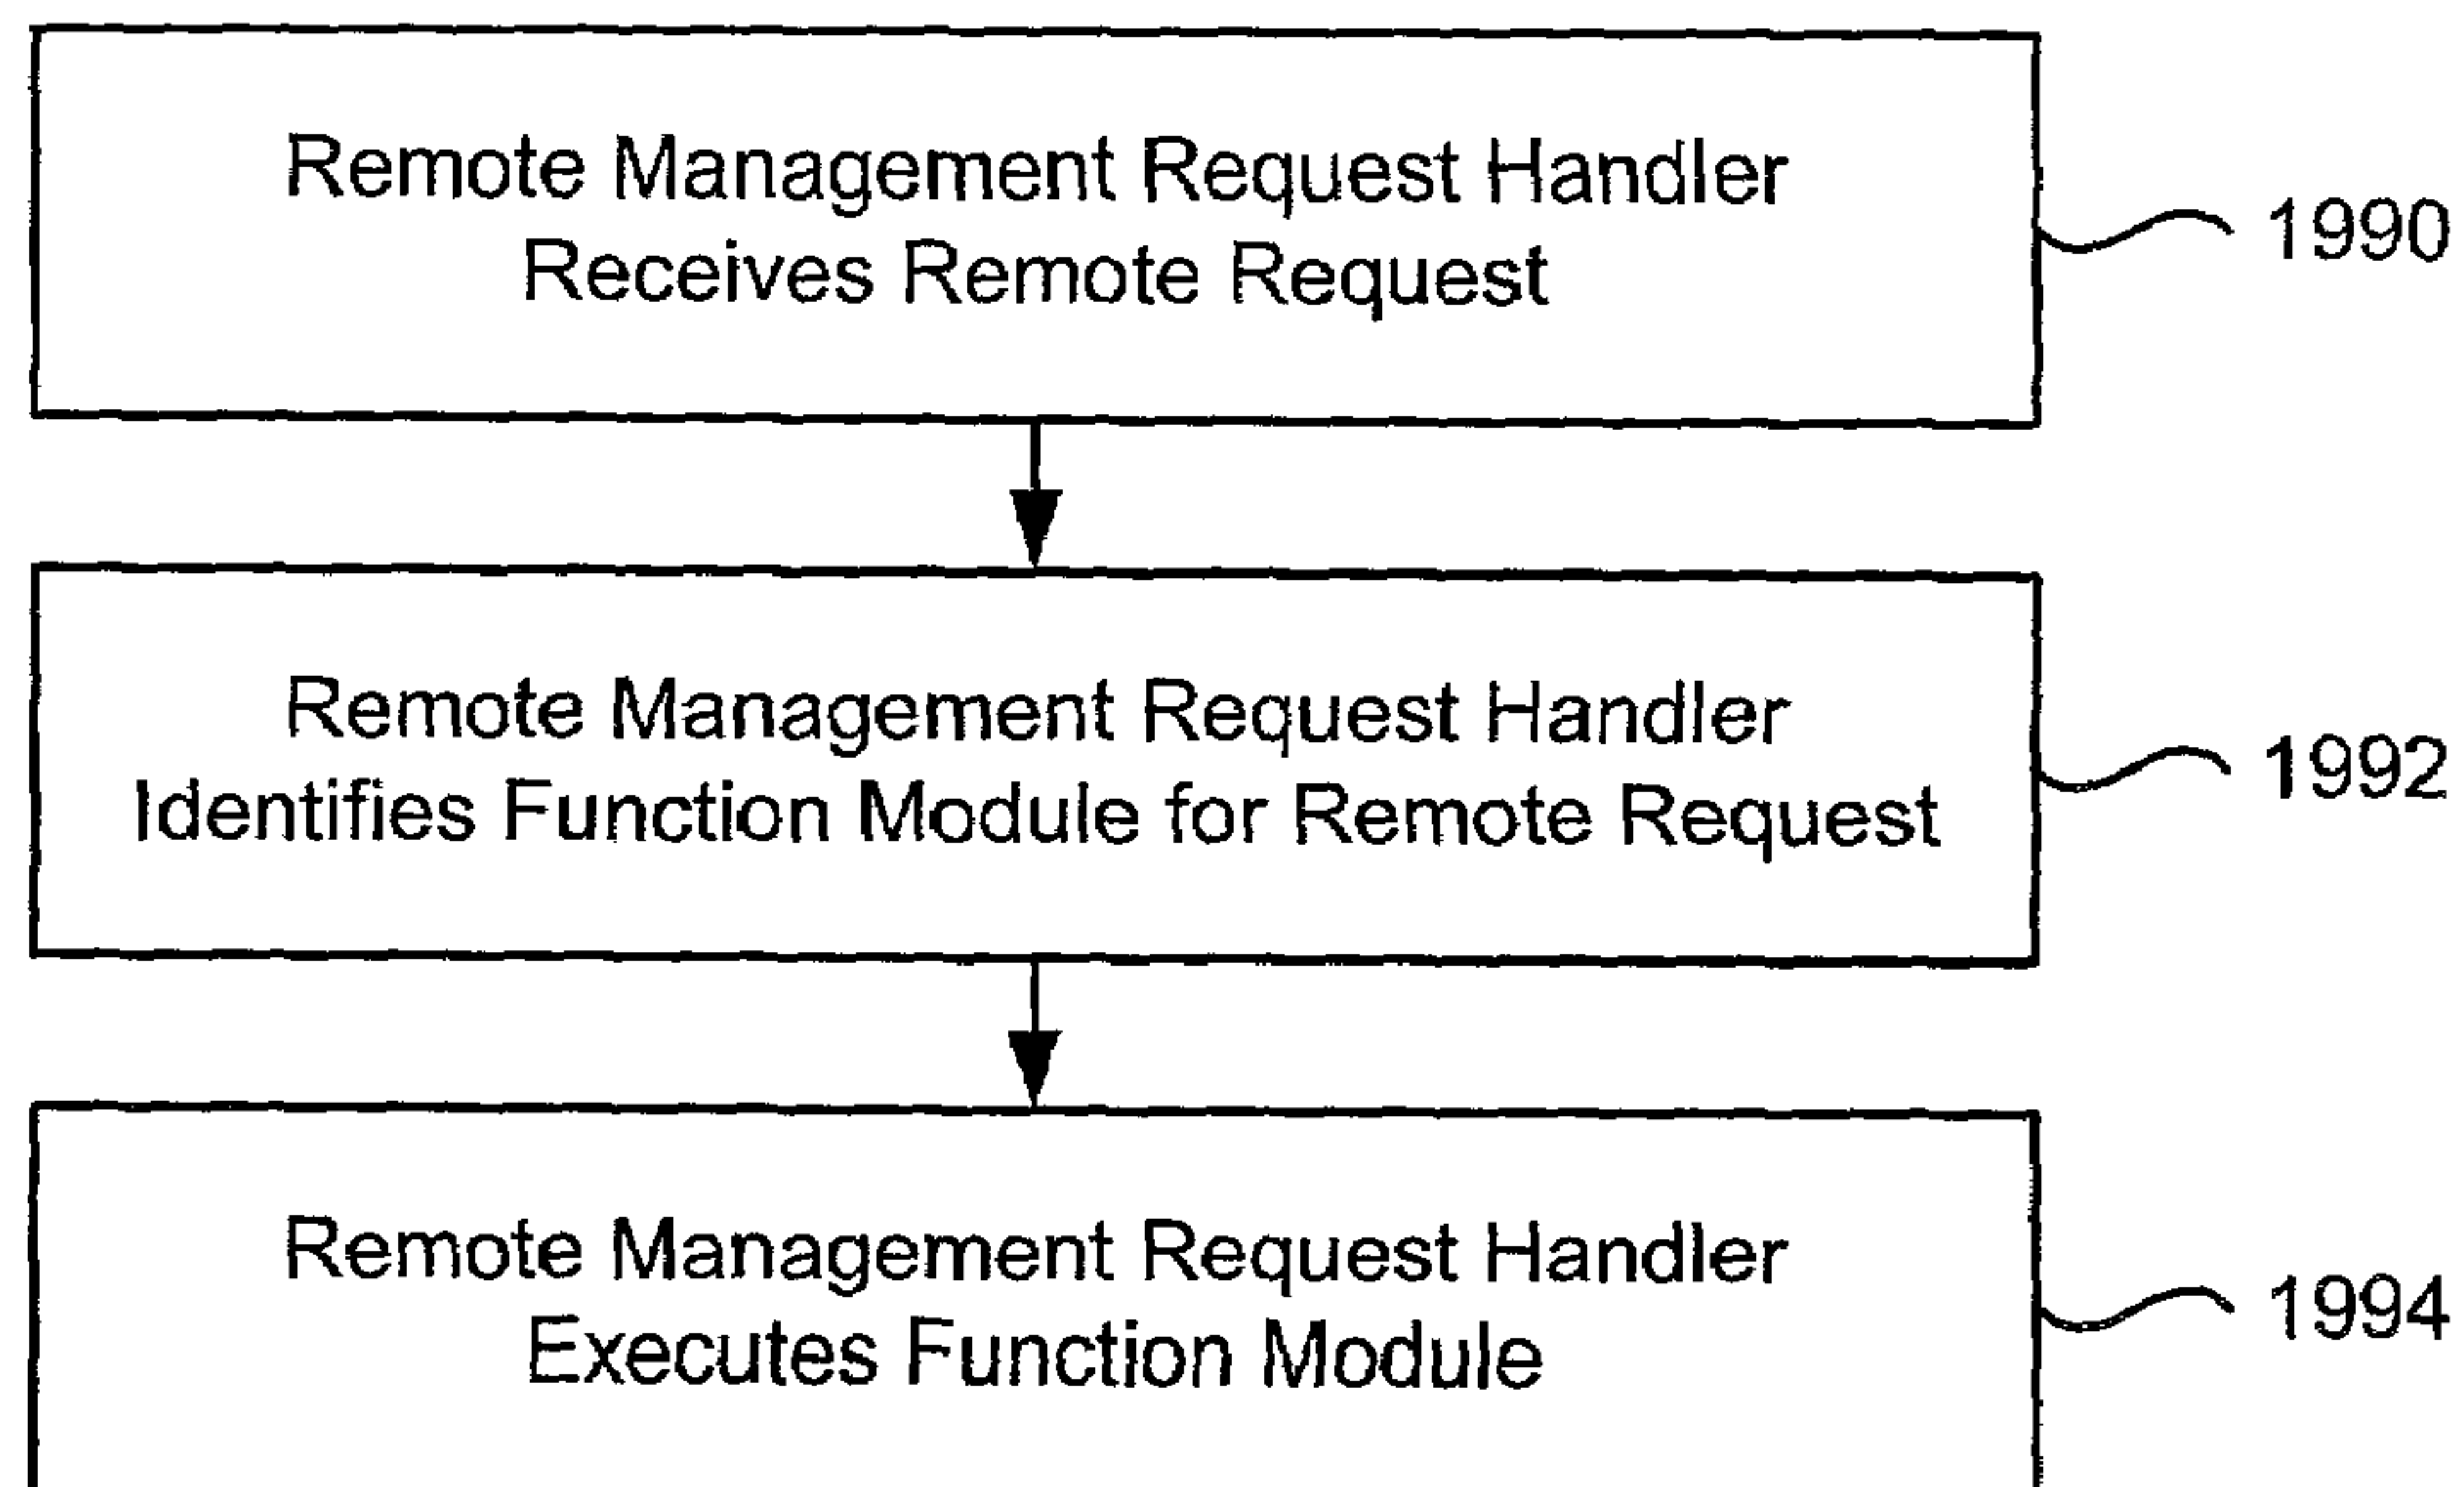 Remote Management Request Handler
Receives Remote Request
1990
Remote Management Request Handler
Identifies Function Module for Remote Request
1992
Remote Management Request Handler
Executes Function Module
1994